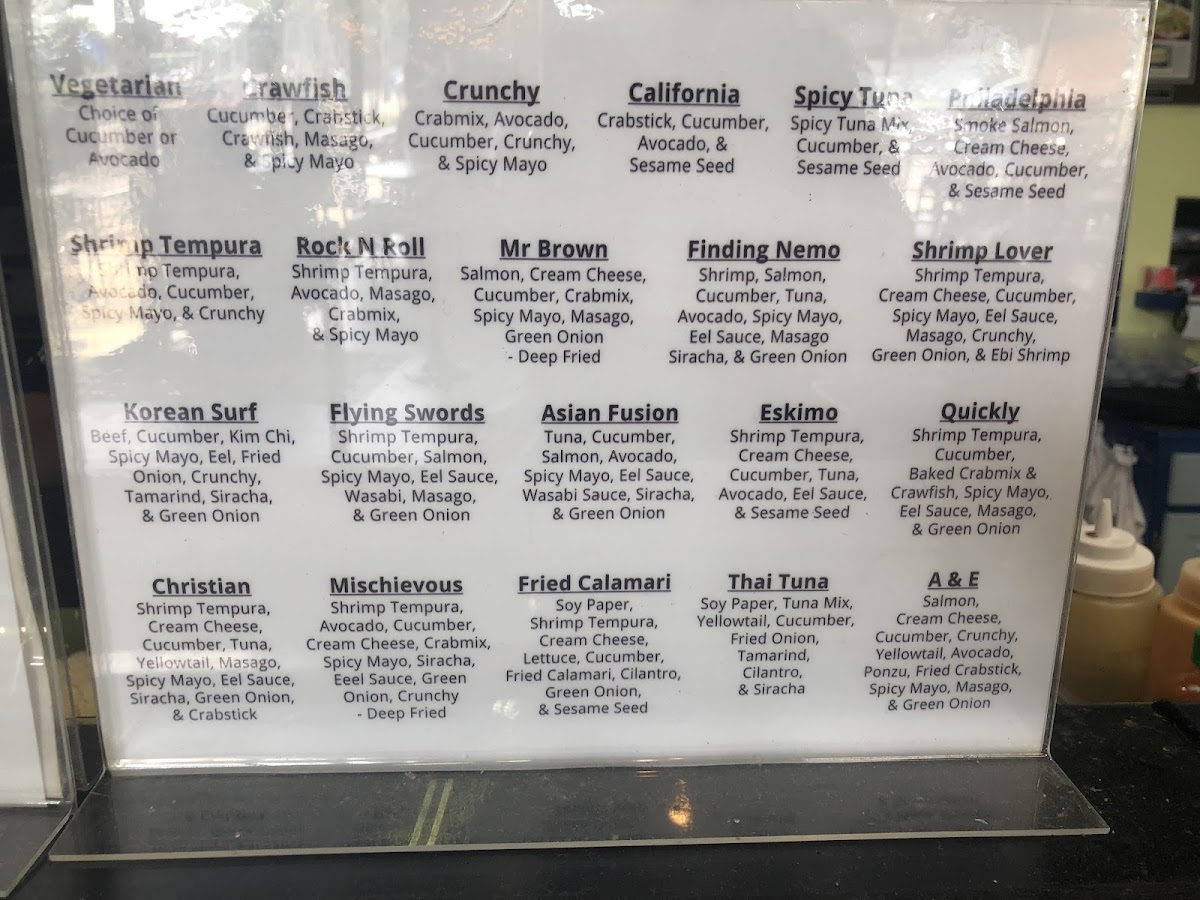 Vegetarian
Choice of
Cucumber or
Avocado
Crawfish
Cucumber, Crabstick,
Crawfish, Masago,
& Spicy Mayo
Crunchy
Crabmix, Avocado,
Cucumber, Crunchy,
& Spicy Mayo
California
Crabstick, Cucumber,
Avocado, &
Sesame Seed
Spicy Tuna
Spicy Tuna Mix,
Cucumber, &
Sesame Seed
Philadelphia
Smoke Salmon,
Cream Cheese,
Avocado, Cucumber,
& Sesame Seed
Shrimp Tempura
Shrimp Tempura,
Avocado, Cucumber,
Spicy Mayo, & Crunchy
Rock N Roll
Shrimp Tempura,
Avocado, Masago,
Crabmix,
& Spicy Mayo
Mr Brown
Salmon, Cream Cheese,
Cucumber, Crabmix,
Spicy Mayo, Masago,
Green Onion
- Deep Fried
Finding Nemo
Shrimp, Salmon,
Cucumber, Tuna,
Avocado, Spicy Mayo,
Eel Sauce, Masago
Siracha, & Green Onion
Shrimp Lover
Shrimp Tempura,
Cream Cheese, Cucumber,
Spicy Mayo, Eel Sauce,
Masago, Crunchy,
Green Onion, & Ebi Shrimp
Korean Surf
Beef, Cucumber, Kim Chi,
Spicy Mayo, Eel, Fried
Onion, Crunchy,
Tamarind, Siracha,
& Green Onion
Flying Swords
Shrimp Tempura,
Cucumber, Salmon,
Spicy Mayo, Eel Sauce,
Wasabi, Masago,
& Green Onion
Asian Fusion
Tuna, Cucumber,
Salmon, Avocado,
Spicy Mayo, Eel Sauce,
Wasabi Sauce, Siracha,
& Green Onion
Eskimo
Shrimp Tempura,
Cream Cheese,
Cucumber, Tuna,
Avocado, Eel Sauce,
& Sesame Seed
Quickly
Shrimp Tempura,
Cucumber,
Baked Crabmix &
Crawfish, Spicy Mayo,
Eel Sauce, Masago,
& Green Onion
Christian
Shrimp Tempura,
Cream Cheese,
Cucumber, Tuna,
Yellowtail, Masago,
Spicy Mayo, Eel Sauce,
Siracha, Green Onion,
& Crabstick
Mischievous
Shrimp Tempura,
Avocado, Cucumber,
Cream Cheese, Crabmix,
Spicy Mayo, Siracha,
Eeel Sauce, Green
Onion, Crunchy
- Deep Fried
Fried Calamari
Soy Paper,
Shrimp Tempura,
Cream Cheese,
Lettuce, Cucumber,
Fried Calamari, Cilantro,
Green Onion,
& Sesame Seed
Thai Tuna
Soy Paper, Tuna Mix,
Yellowtail, Cucumber,
Fried Onion,
Tamarind,
Cilantro,
& Siracha
A & E
Salmon,
Cream Cheese,
Cucumber, Crunchy,
Yellowtail, Avocado,
Ponzu, Fried Crabstick,
Spicy Mayo, Masago,
& Green Onion